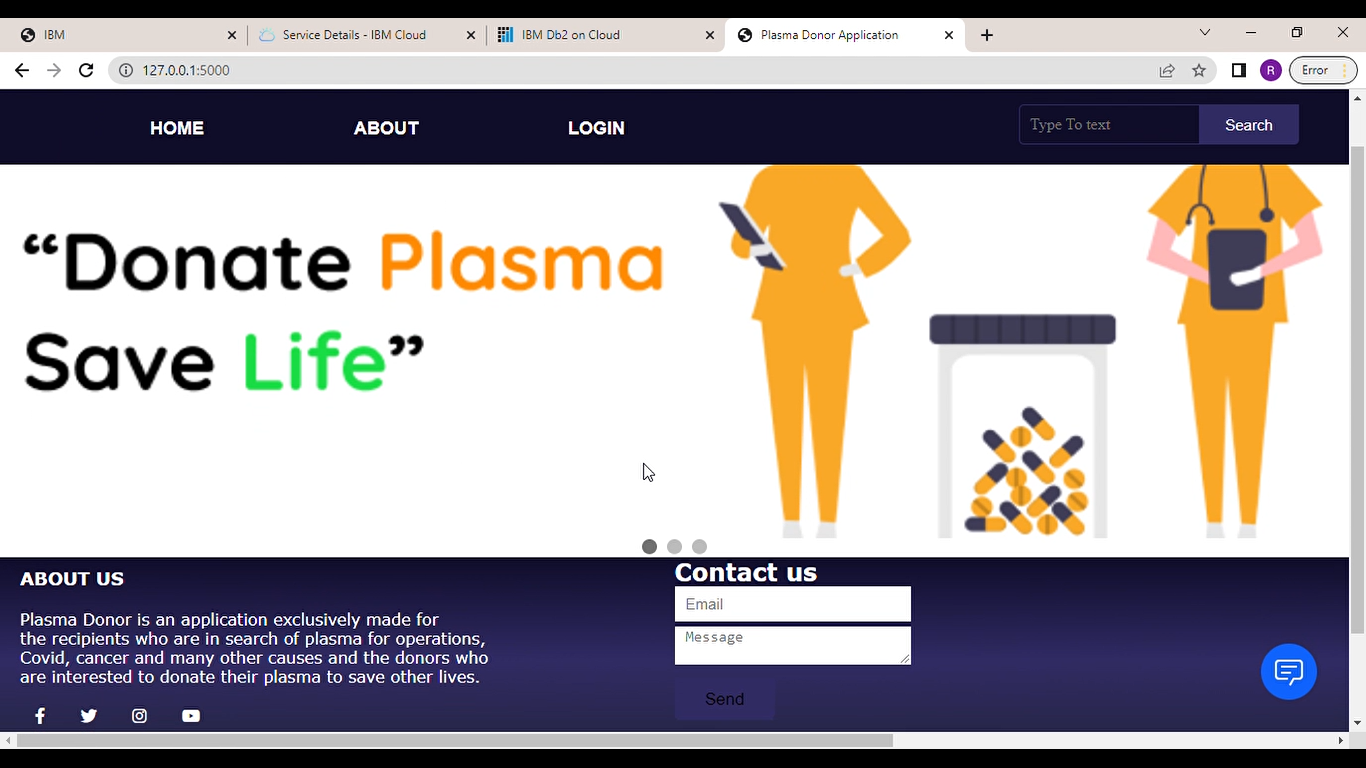 IBM
Service Details - IBM Cloud
IBM Db2 on Cloud
Plasma Donor Application
127.0.0.1:5000
R
Error
HOME
ABOUT
LOGIN
Type To text
Search
“Donate Plasma
Save Life”
ABOUT US
Plasma Donor is an application exclusively made for
the recipients who are in search of plasma for operations,
Covid, cancer and many other causes and the donors who
are interested to donate their plasma to save other lives.
Contact us
Email
Message
Send